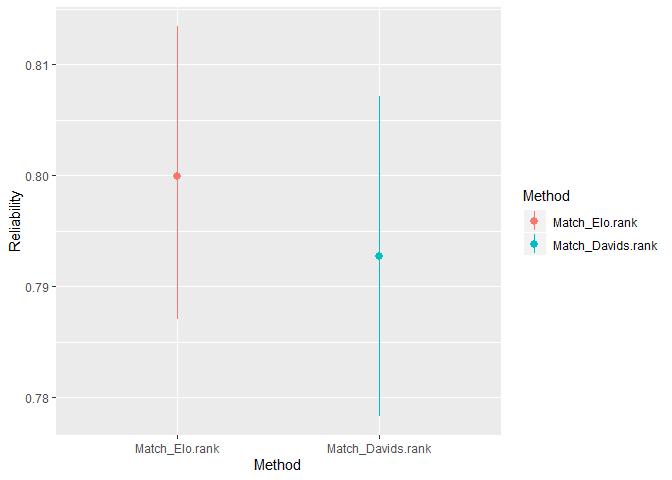 Reliability
0.81
0.80
0.79
0.78
Match_Elo.rank
Match_Davids.rank
Method
Method
Match_Elo.rank
Match_Davids.rank